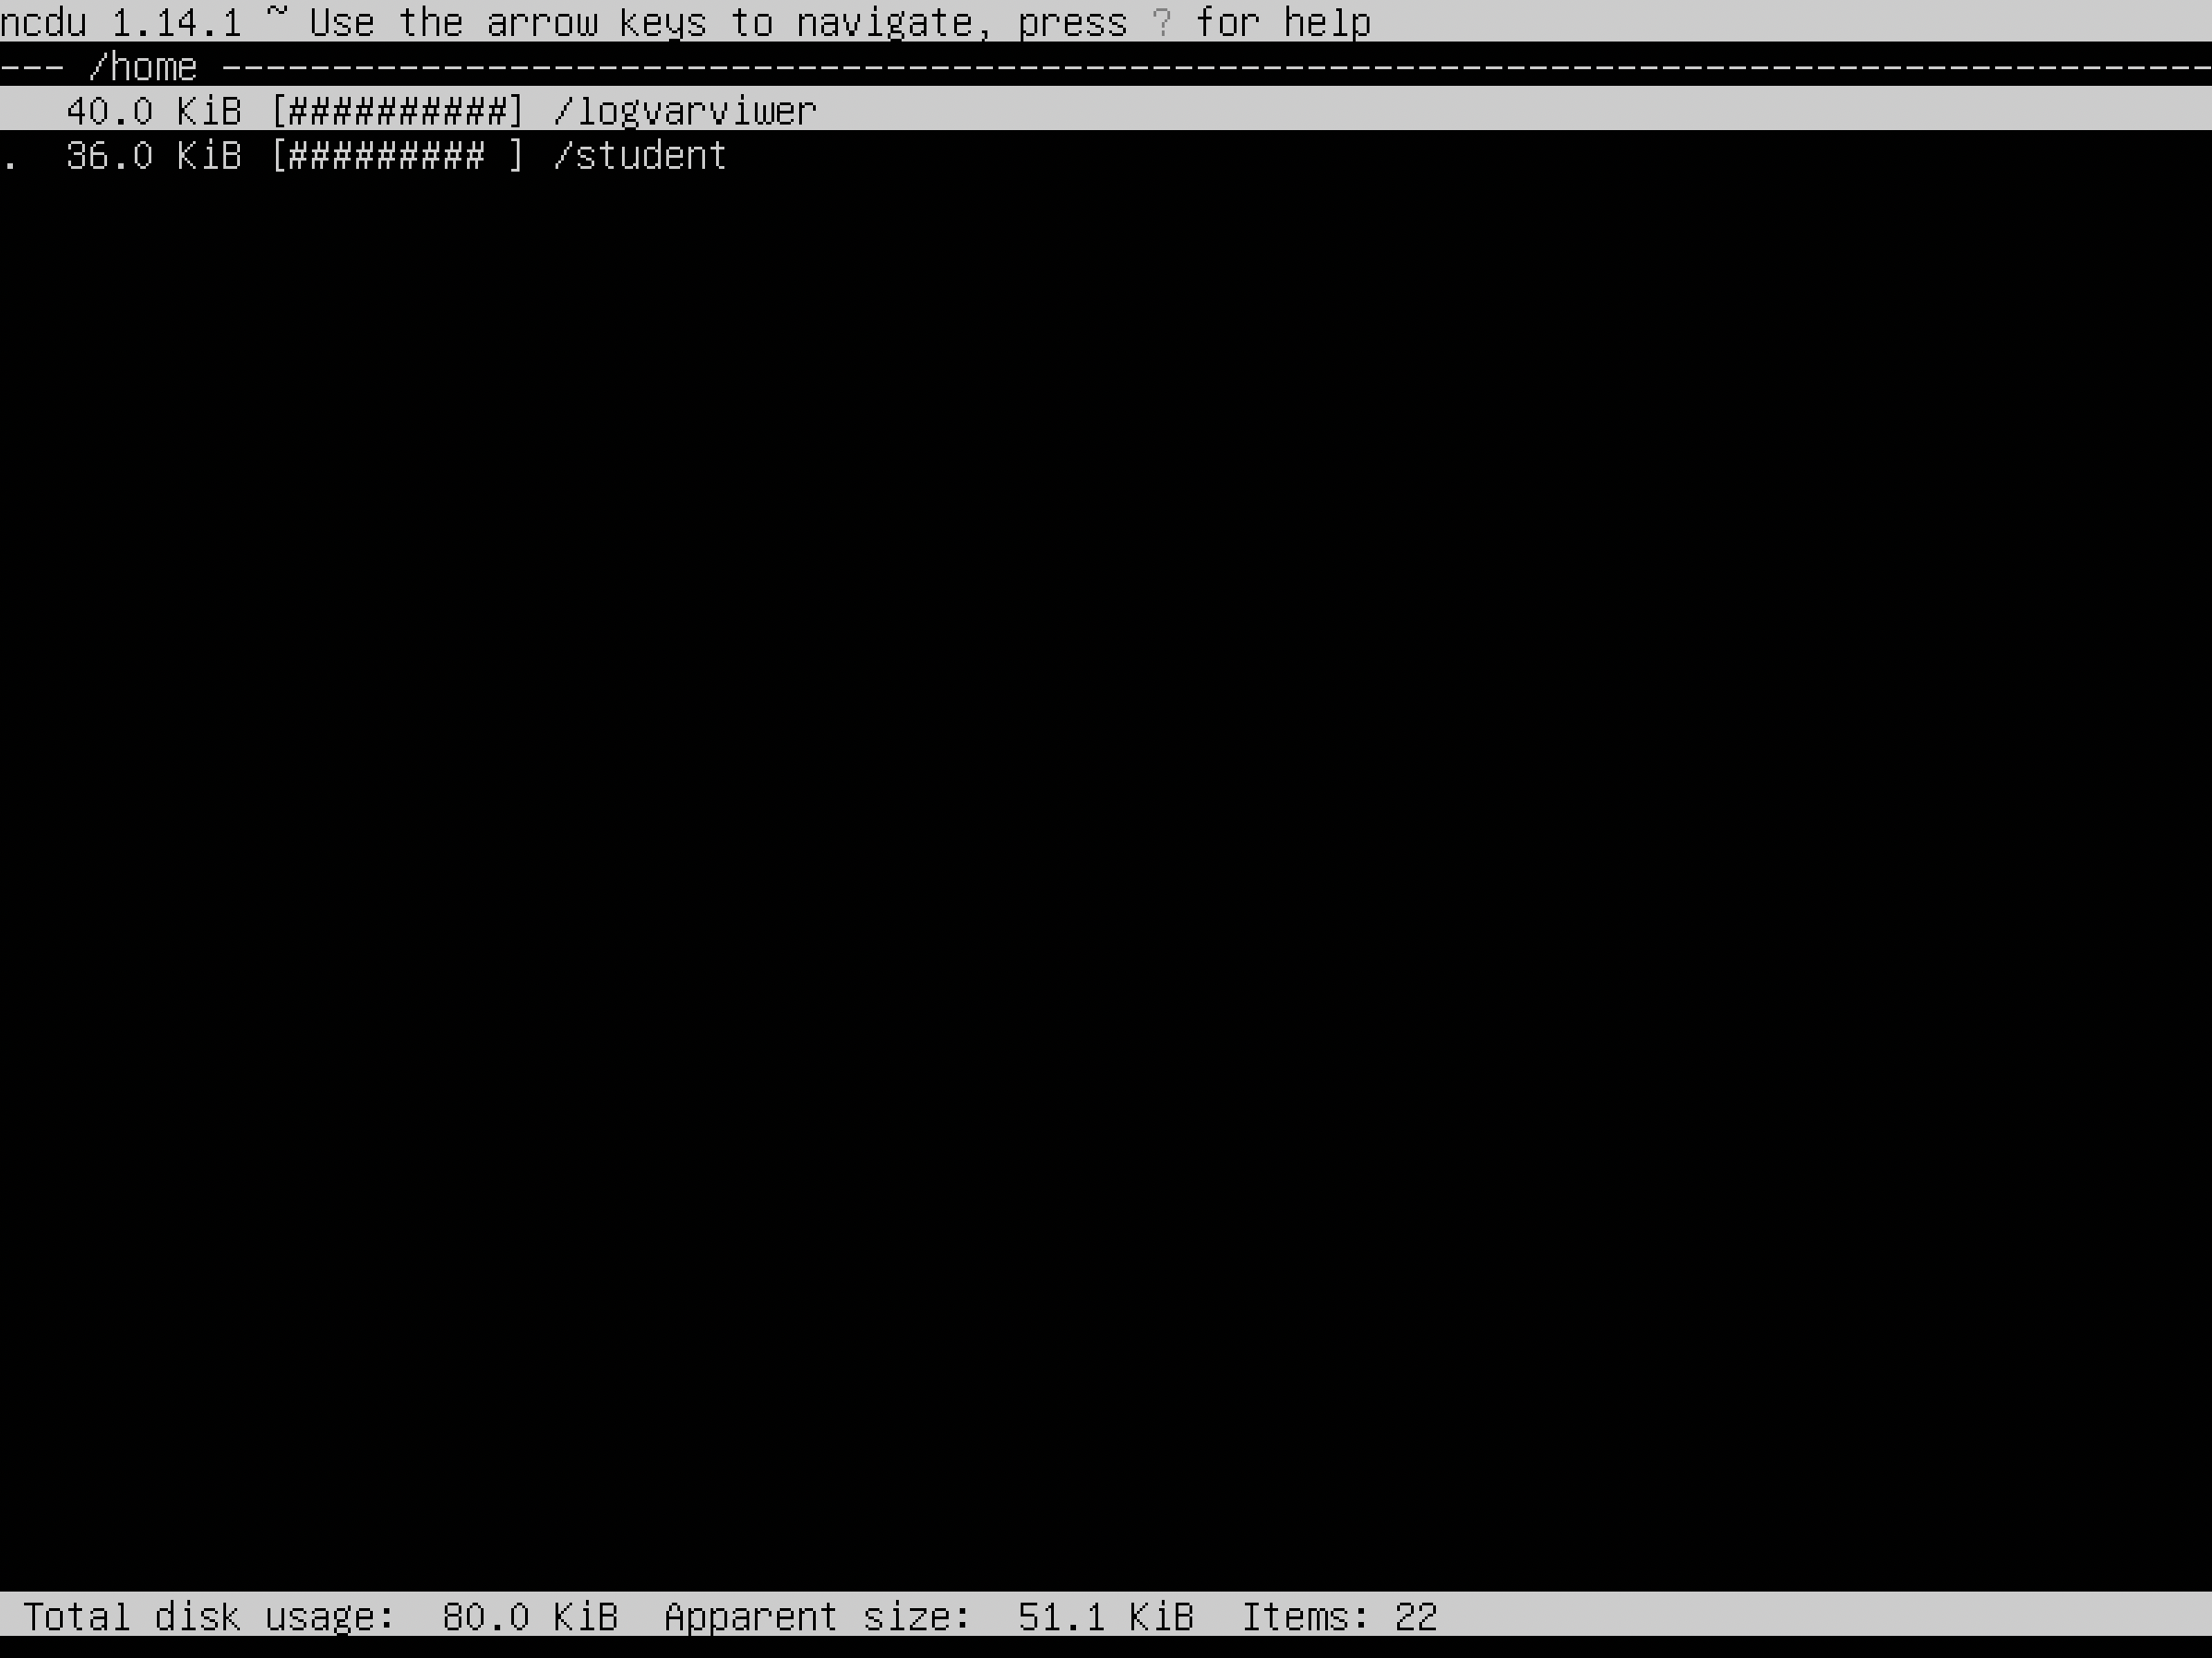 ncdu 1.14.1 ~ Use the arrow keys to navigate, press ? for help
--- /home ------------------------------------------------------------------------------------------
   40.0 KiB [##########] /logvarviwer
.  36.0 KiB [######### ] /student
 Total disk usage:  80.0 KiB  Apparent size:  51.1 KiB  Items: 22